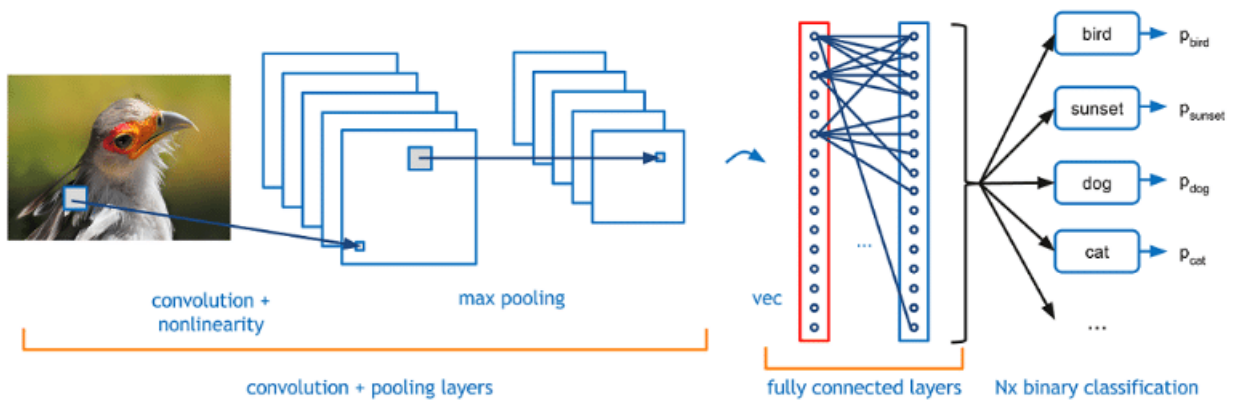 convolution +
nonlinearity
max pooling
vec
...
bird
p_bird
sunset
p_sunset
dog
p_dog
cat
p_cat
...
convolution + pooling layers
fully connected layers
Nx binary classification